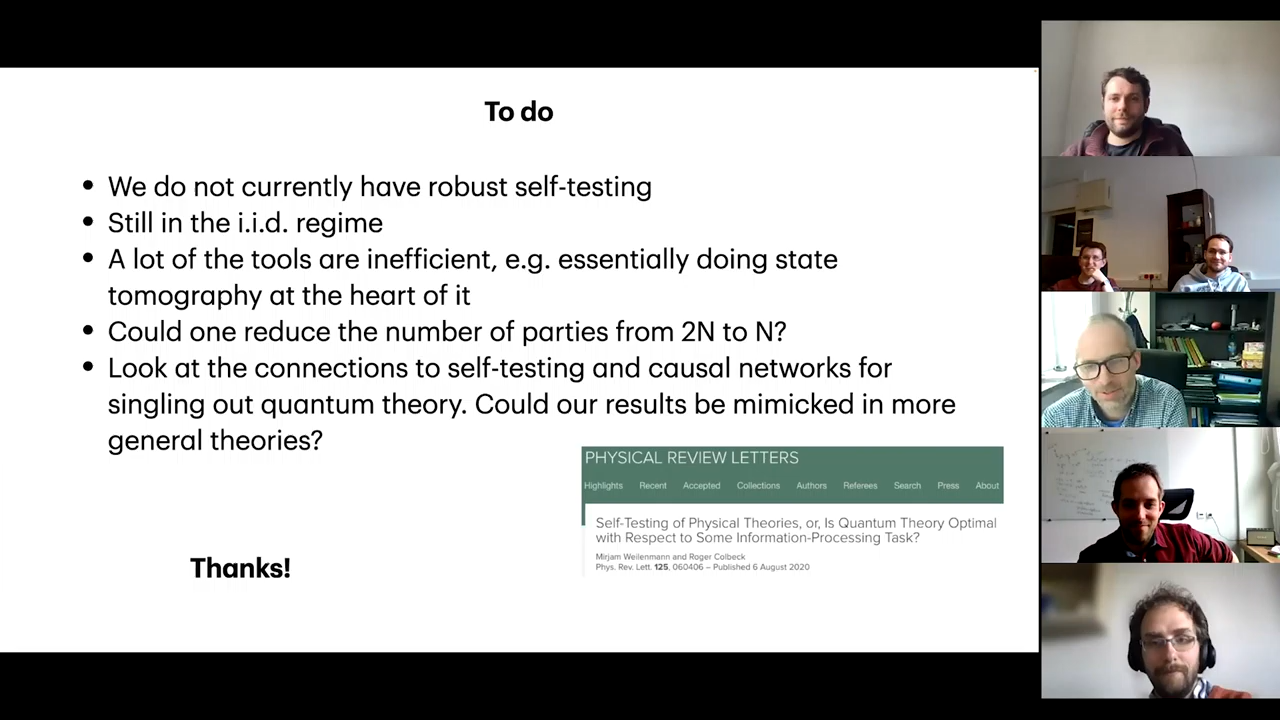 To do
• We do not currently have robust self-testing
• Still in the i.i.d. regime
• A lot of the tools are inefficient, e.g. essentially doing state
tomography at the heart of it
• Could one reduce the number of parties from 2N to N?
• Look at the connections to self-testing and causal networks for
singling out quantum theory. Could our results be mimicked in more
general theories?
PHYSICAL REVIEW LETTERS
Highlights Recent Accepted Collections Authors Referees Search Press About
Self-Testing of Physical Theories, or, Is Quantum Theory Optimal
with Respect to Some Information-Processing Task?
Mirjam Weilenmann and Roger Colbeck
Phys. Rev. Lett. 125, 060406 – Published 6 August 2020
Thanks!